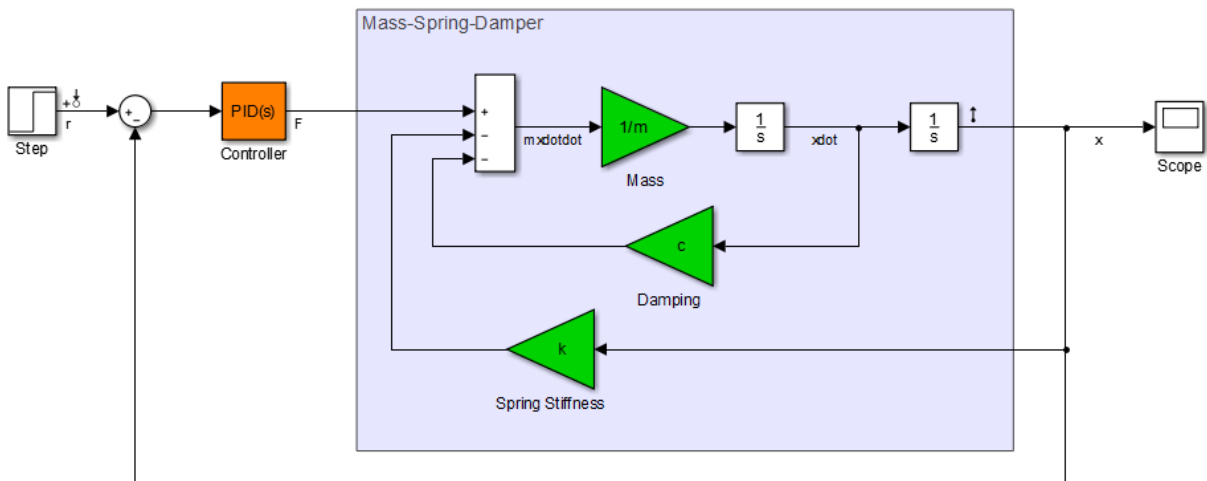 Mass-Spring-Damper
+
r
Step
+
−
PID(s)
Controller
F
+
−
−
mxdotdot
1/m
Mass
1
s
xdot
1
s
x
Scope
c
Damping
k
Spring Stiffness